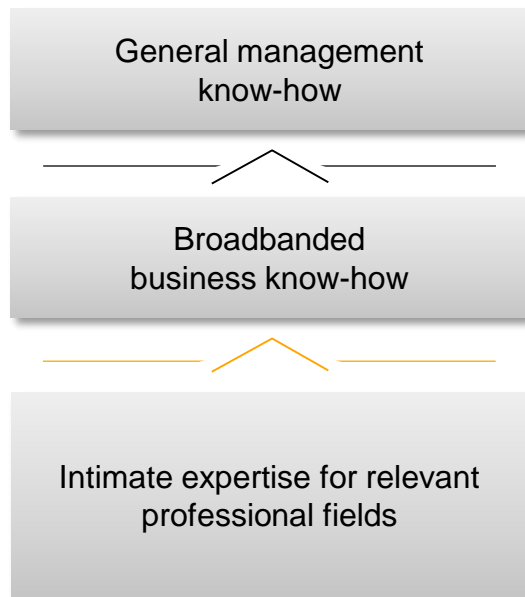 General management
know-how
Broadbanded
business know-how
Intimate expertise for relevant
professional fields